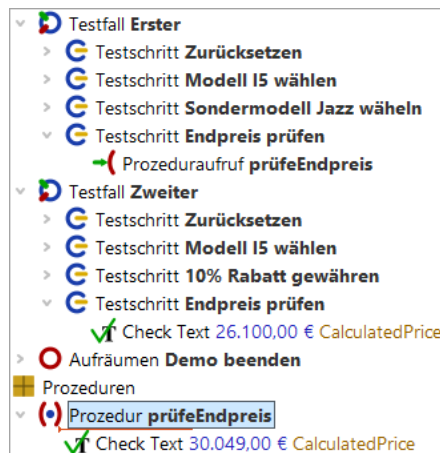 Testfall Erster
Testschritt Zurücksetzen
Testschritt Modell I5 wählen
Testschritt Sondermodell Jazz wäheln
Testschritt Endpreis prüfen
Prozeduraufruf prüfeEndpreis
Testfall Zweiter
Testschritt Zurücksetzen
Testschritt Modell I5 wählen
Testschritt 10% Rabatt gewähren
Testschritt Endpreis prüfen
Check Text 26.100,00 € CalculatedPrice
Aufräumen Demo beenden
Prozeduren
Prozedur prüfeEndpreis
Check Text 30.049,00 € CalculatedPrice